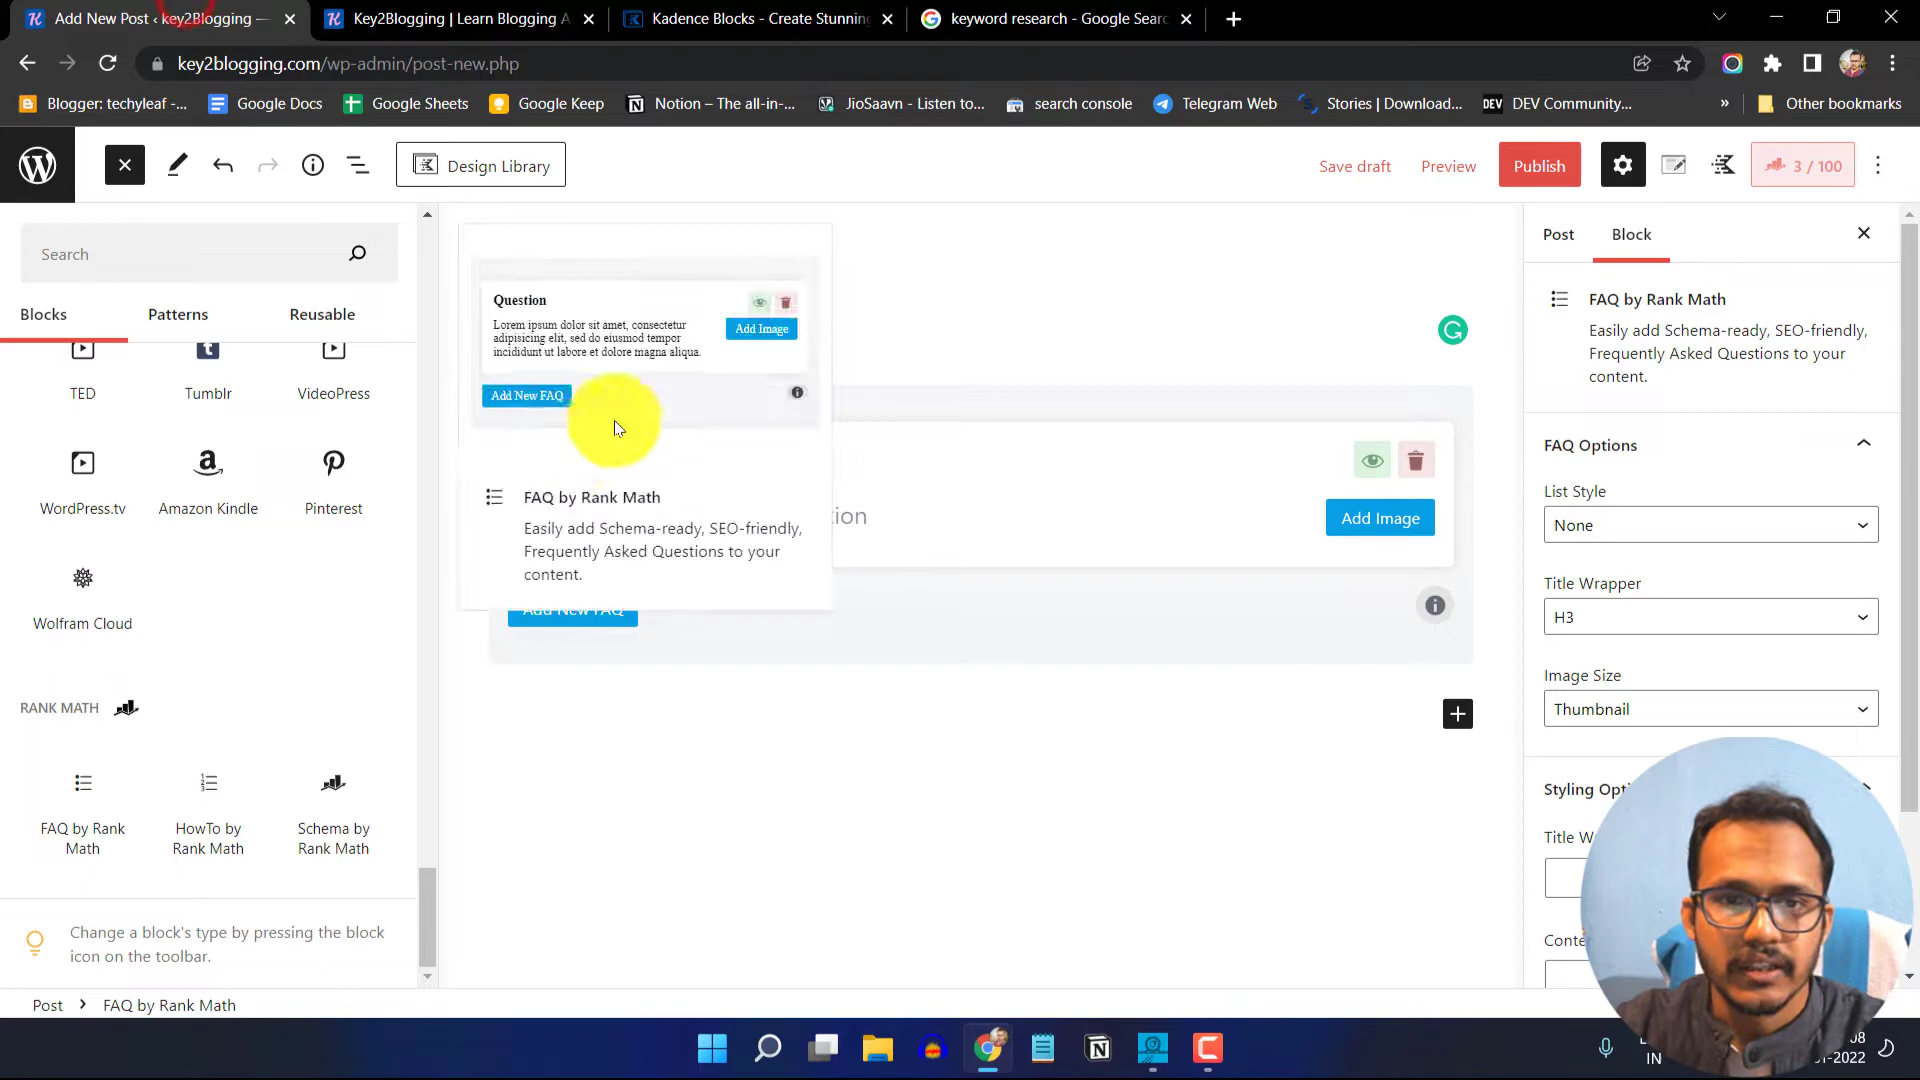 Add New Post ‹ key2Blogging —
Key2Blogging | Learn Blogging A
Kadence Blocks - Create Stunning
keyword research - Google Searc
key2blogging.com/wp-admin/post-new.php
Blogger: techyleaf -...
Google Docs
Google Sheets
Google Keep
Notion – The all-in-...
JioSaavn - Listen to...
search console
Telegram Web
Stories | Download...
DEV Community...
»
Other bookmarks
Design Library
Save draft
Preview
Publish
3 / 100
Search
Blocks
Patterns
Reusable
TED
Tumblr
VideoPress
WordPress.tv
Amazon Kindle
Pinterest
Wolfram Cloud
RANK MATH
FAQ by Rank
Math
HowTo by
Rank Math
Schema by
Rank Math
Change a block's type by pressing the block
icon on the toolbar.
Question
Lorem ipsum dolor sit amet, consectetur
adipisicing elit, sed do eiusmod tempor
incididunt ut labore et dolore magna aliqua.
Add Image
Add New FAQ
FAQ by Rank Math
Easily add Schema-ready, SEO-friendly,
Frequently Asked Questions to your
content.
tion
Add Image
Add New FAQ
Post
Block
FAQ by Rank Math
Easily add Schema-ready, SEO-friendly,
Frequently Asked Questions to your
content.
FAQ Options
List Style
None
Title Wrapper
H3
Image Size
Thumbnail
Styling Opti
Title W
Conte
Post
FAQ by Rank Math
IN